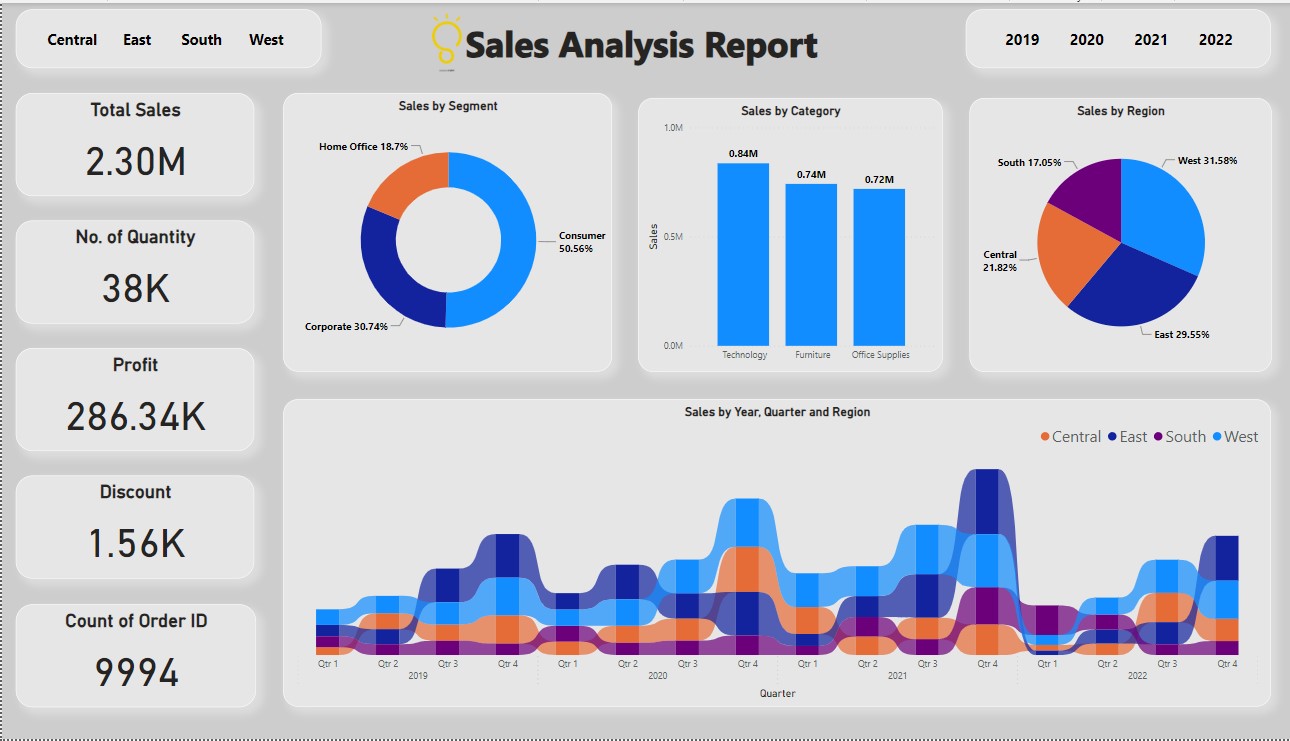 Central East South West
Sales Analysis Report
2019 2020 2021 2022
Total Sales
2.30M
No. of Quantity
38K
Profit
286.34K
Discount
1.56K
Count of Order ID
9994
Sales by Segment
Home Office 18.7%
Consumer
50.56%
Corporate 30.74%
Sales by Category
1.0M
0.5M
0.0M
Sales
0.84M
0.74M
0.72M
Technology Furniture Office Supplies
Sales by Region
South 17.05%
West 31.58%
Central
21.82%
East 29.55%
Sales by Year, Quarter and Region
Central East South West
Qtr 1 Qtr 2 Qtr 3 Qtr 4 Qtr 1 Qtr 2 Qtr 3 Qtr 4 Qtr 1 Qtr 2 Qtr 3 Qtr 4 Qtr 1 Qtr 2 Qtr 3 Qtr 4
2019 2020 2021 2022
Quarter